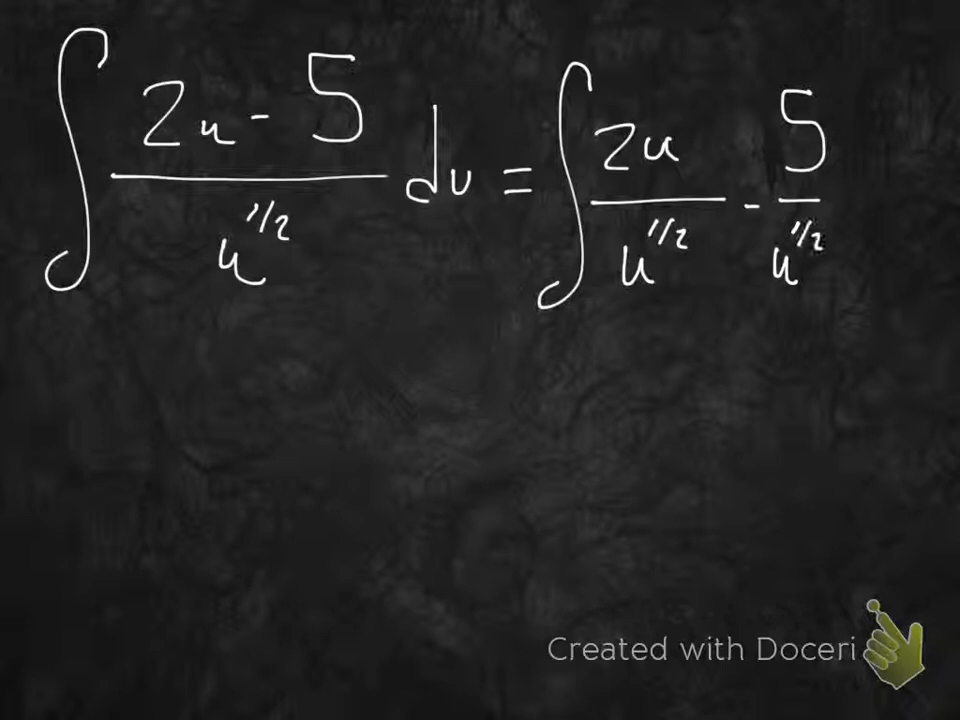 ∫ (2u - 5) / u^(1/2) du = ∫ 2u / u^(1/2) - 5 / u^(1/2)
Created with Doceri